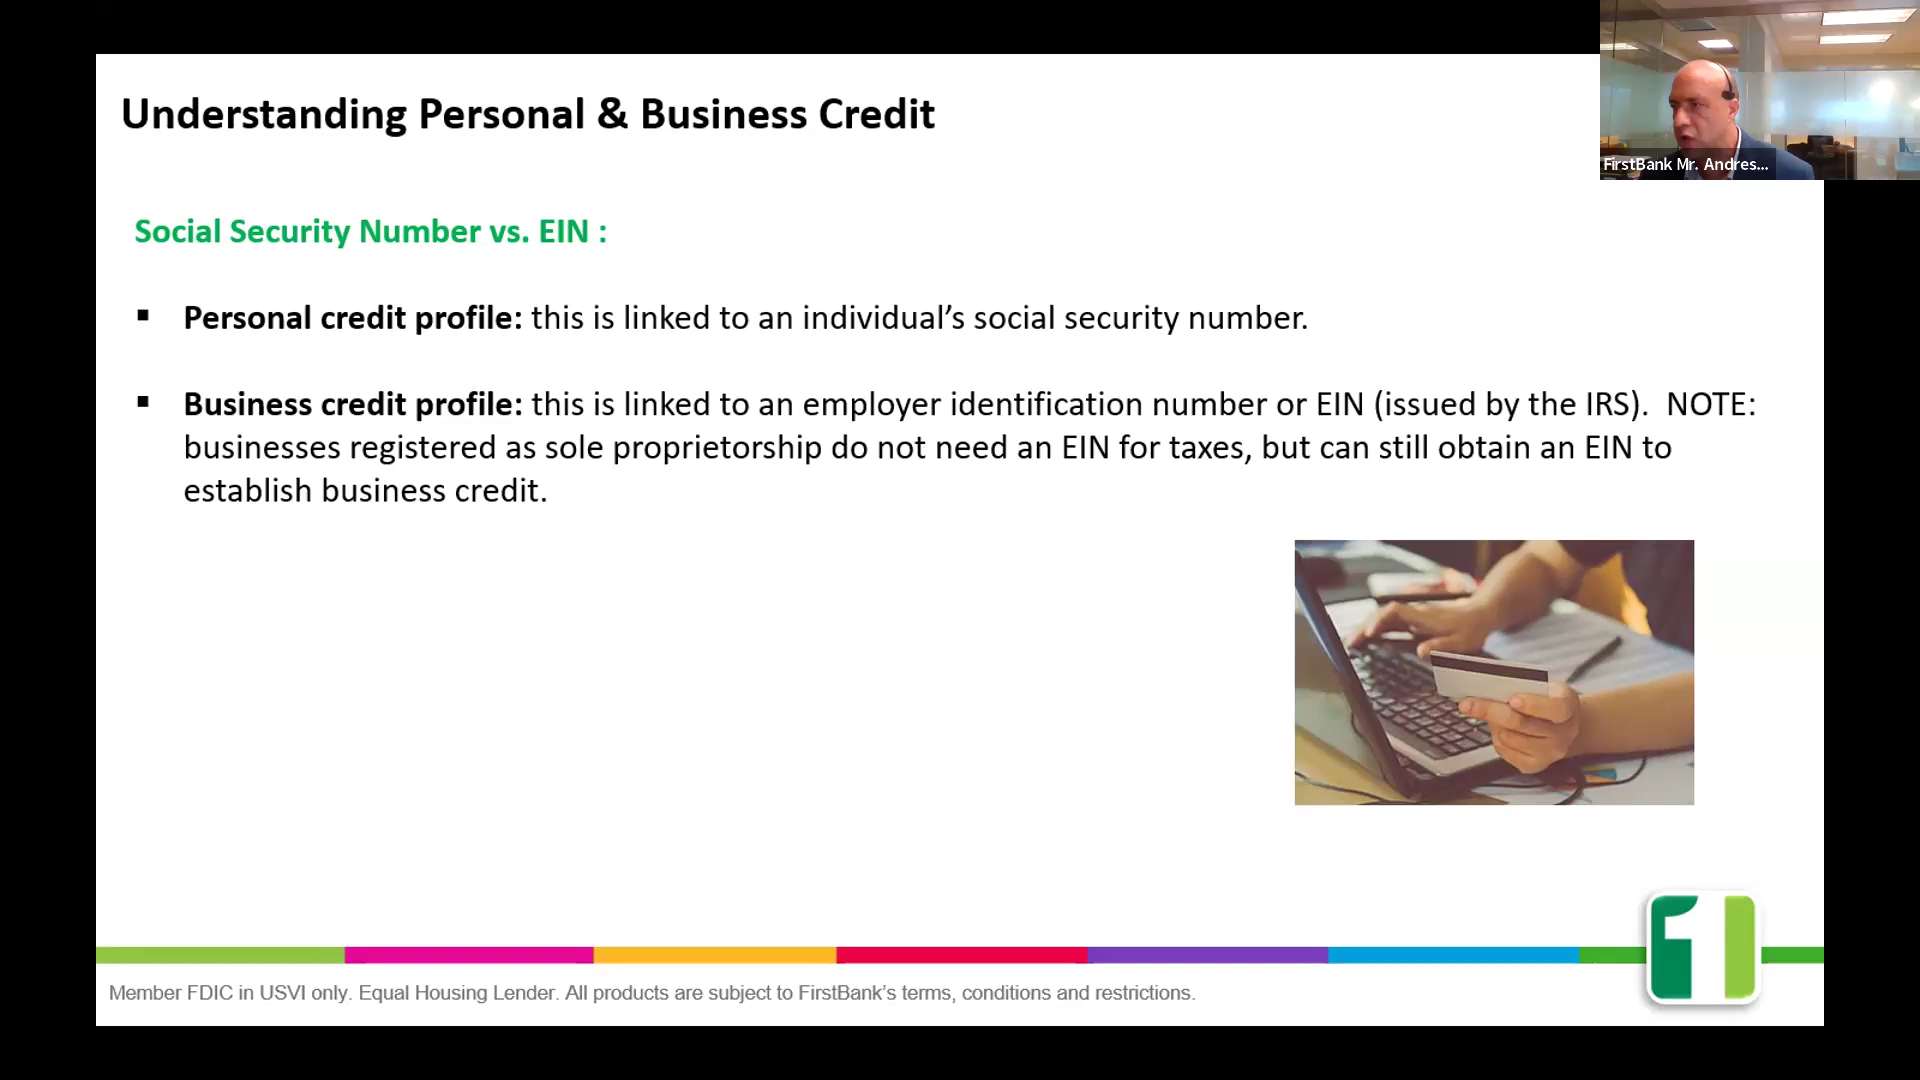 Understanding Personal & Business Credit
FirstBank Mr. Andres...
Social Security Number vs. EIN :
▪ Personal credit profile: this is linked to an individual’s social security number.
▪ Business credit profile: this is linked to an employer identification number or EIN (issued by the IRS).  NOTE:
businesses registered as sole proprietorship do not need an EIN for taxes, but can still obtain an EIN to
establish business credit.
1
Member FDIC in USVI only. Equal Housing Lender. All products are subject to FirstBank’s terms, conditions and restrictions.